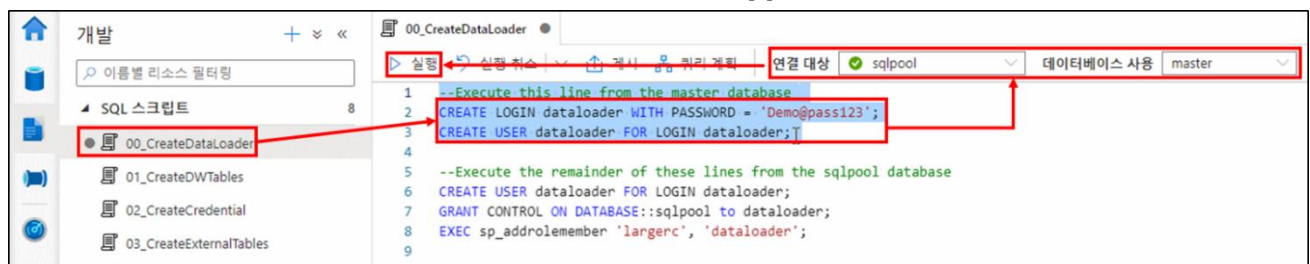 개발
이름별 리소스 필터링
SQL 스크립트 8
00_CreateDataLoader
01_CreateDWTables
02_CreateCredential
03_CreateExternalTables
00_CreateDataLoader
실행 실행 취소 게시 쿼리 계획 연결 대상 sqlpool 데이터베이스 사용 master
1 --Execute this line from the master database
2 CREATE LOGIN dataloader WITH PASSWORD = 'Demo@pass123';
3 CREATE USER dataloader FOR LOGIN dataloader;
4
5 --Execute the remainder of these lines from the sqlpool database
6 CREATE USER dataloader FOR LOGIN dataloader;
7 GRANT CONTROL ON DATABASE::sqlpool to dataloader;
8 EXEC sp_addrolemember 'largerc', 'dataloader';
9